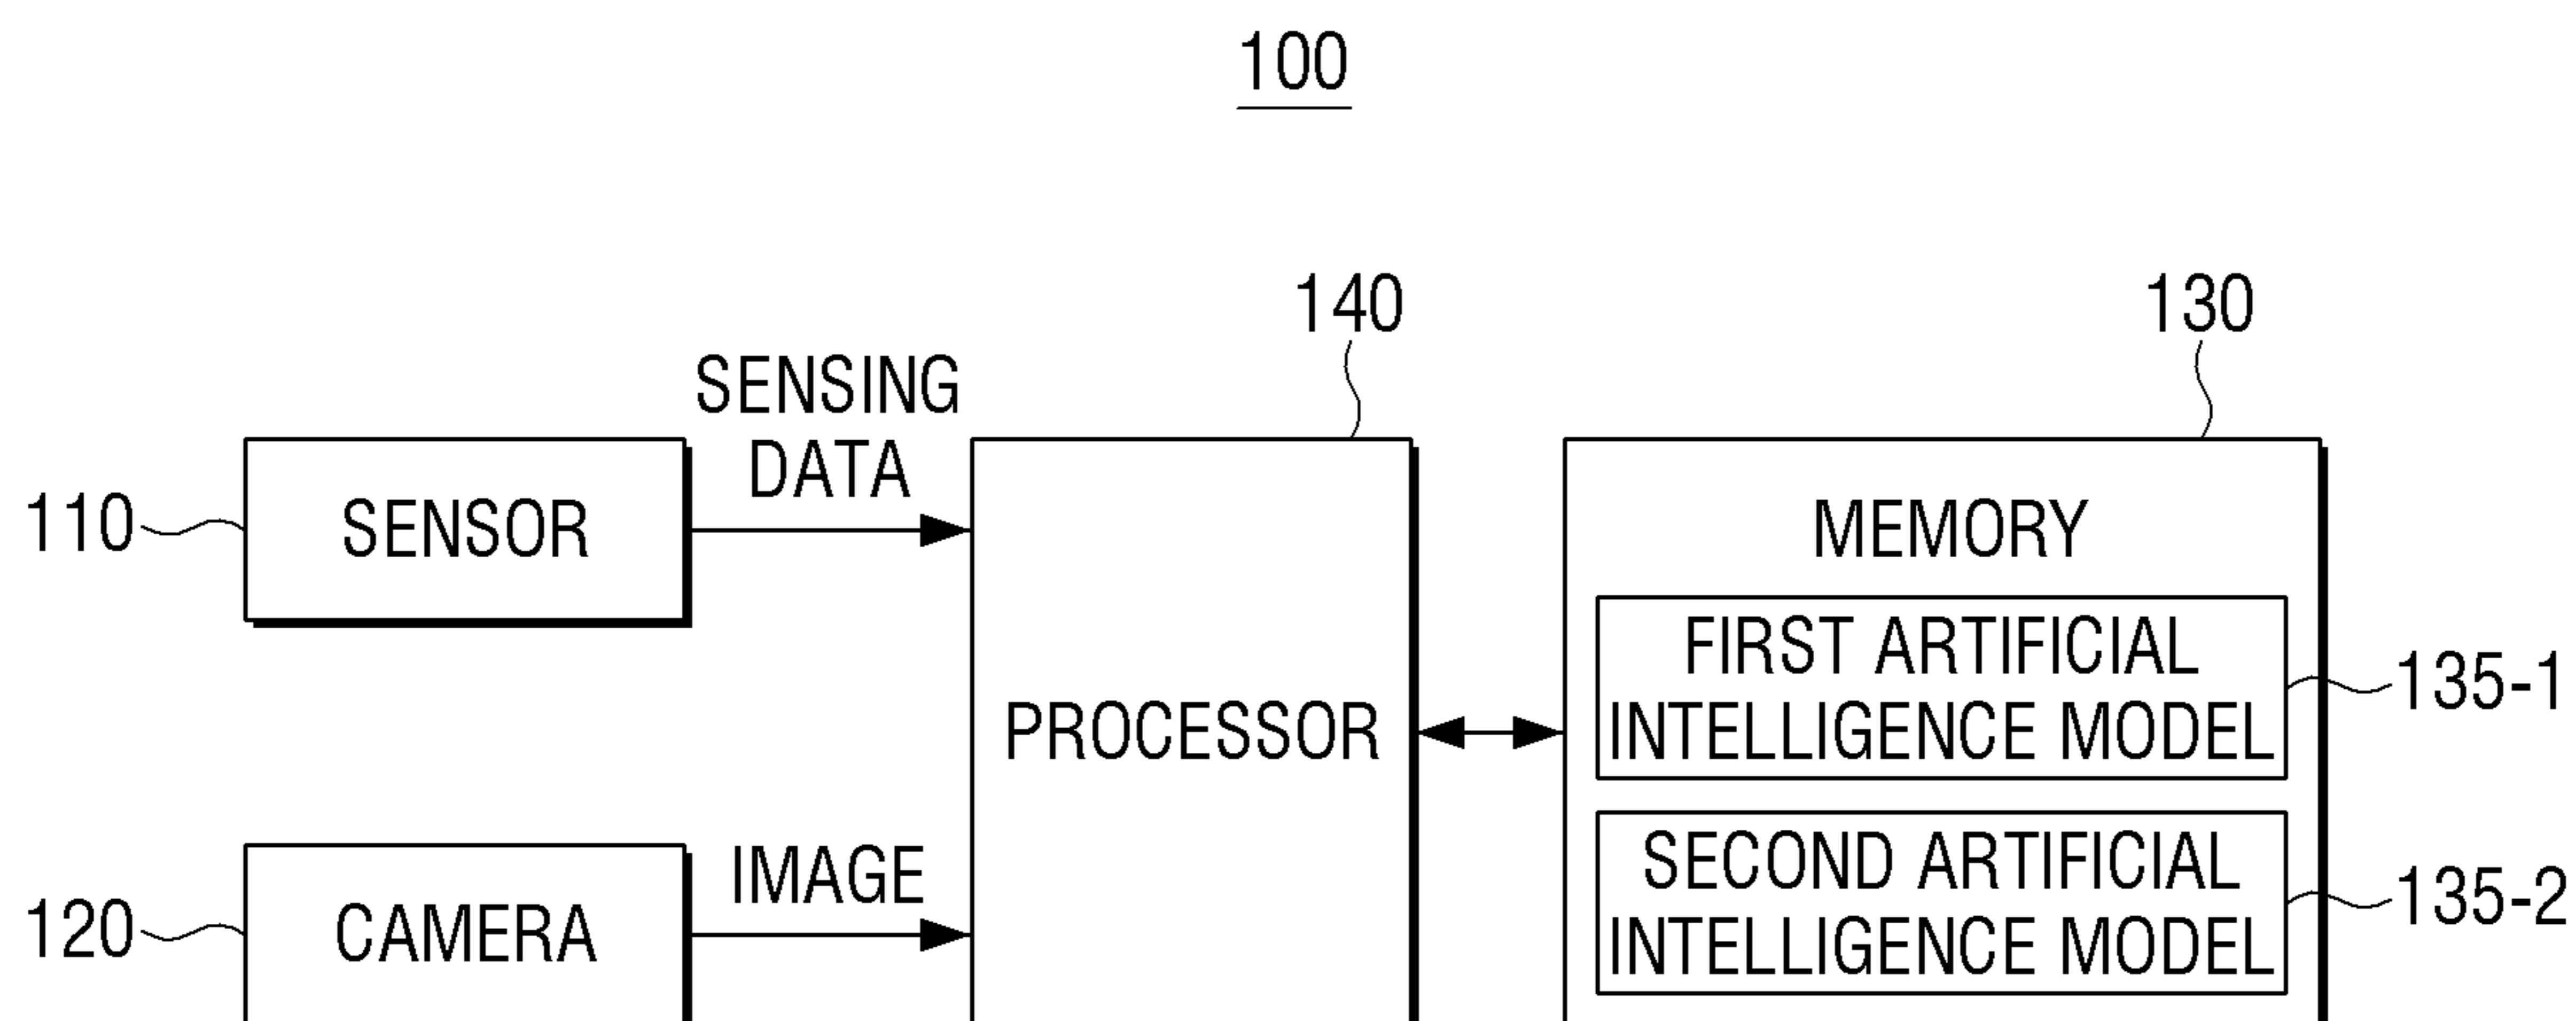 100
140
130
SENSING
DATA
110
SENSOR
MEMORY
FIRST ARTIFICIAL
INTELLIGENCE MODEL
135-1
PROCESSOR
SECOND ARTIFICIAL
INTELLIGENCE MODEL
135-2
IMAGE
120
CAMERA